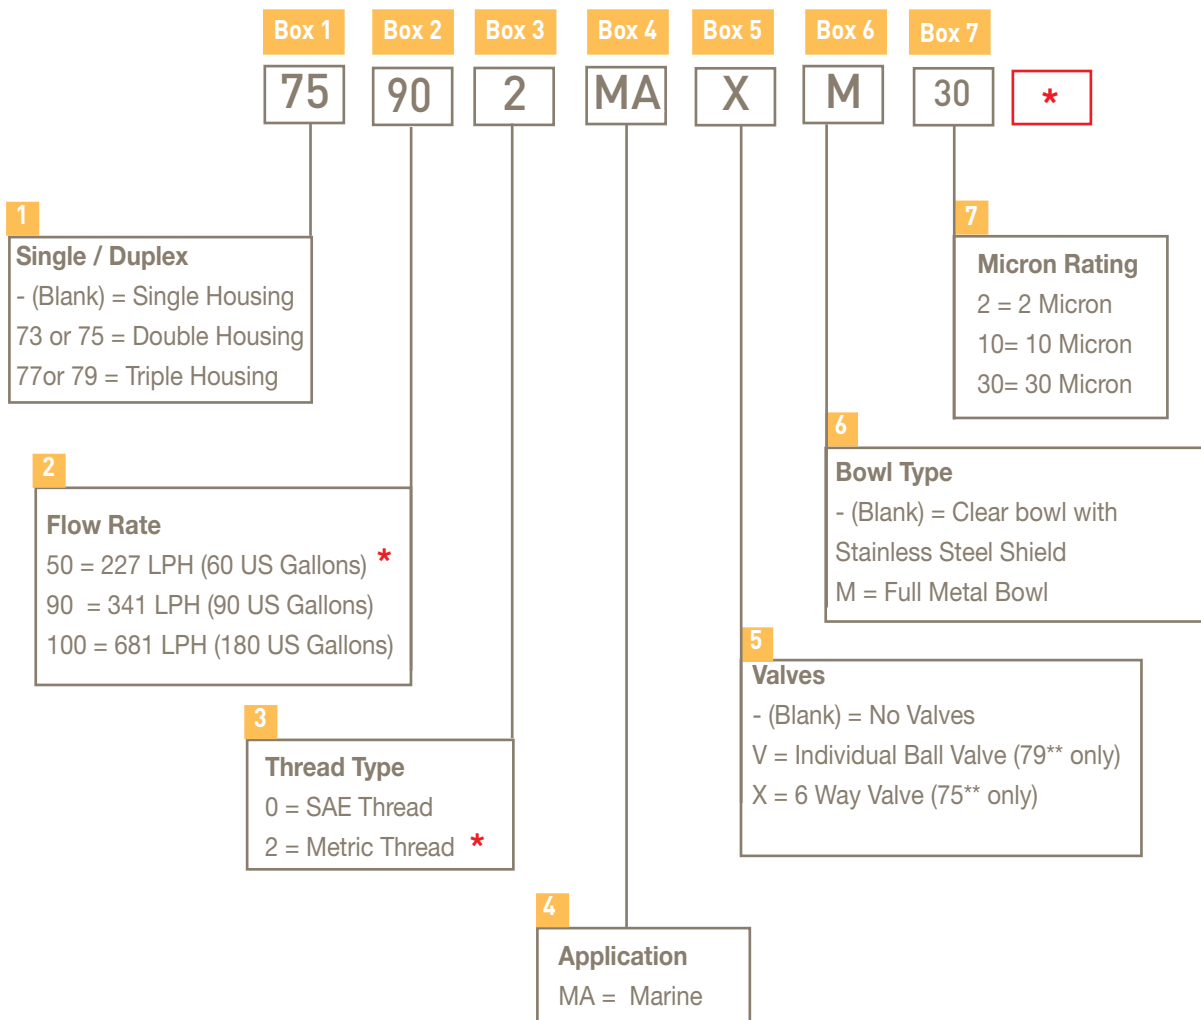 Box 1 Box 2 Box 3 Box 4 Box 5 Box 6 Box 7
75 90 2 MA X M 30 *
1
Single / Duplex
- (Blank) = Single Housing
73 or 75 = Double Housing
77or 79 = Triple Housing
7
Micron Rating
2 = 2 Micron
10= 10 Micron
30= 30 Micron
2
Flow Rate
50 = 227 LPH (60 US Gallons) *
90 = 341 LPH (90 US Gallons)
100 = 681 LPH (180 US Gallons)
6
Bowl Type
- (Blank) = Clear bowl with
Stainless Steel Shield
M = Full Metal Bowl
5
Valves
- (Blank) = No Valves
V = Individual Ball Valve (79** only)
X = 6 Way Valve (75** only)
3
Thread Type
0 = SAE Thread
2 = Metric Thread *
4
Application
MA = Marine